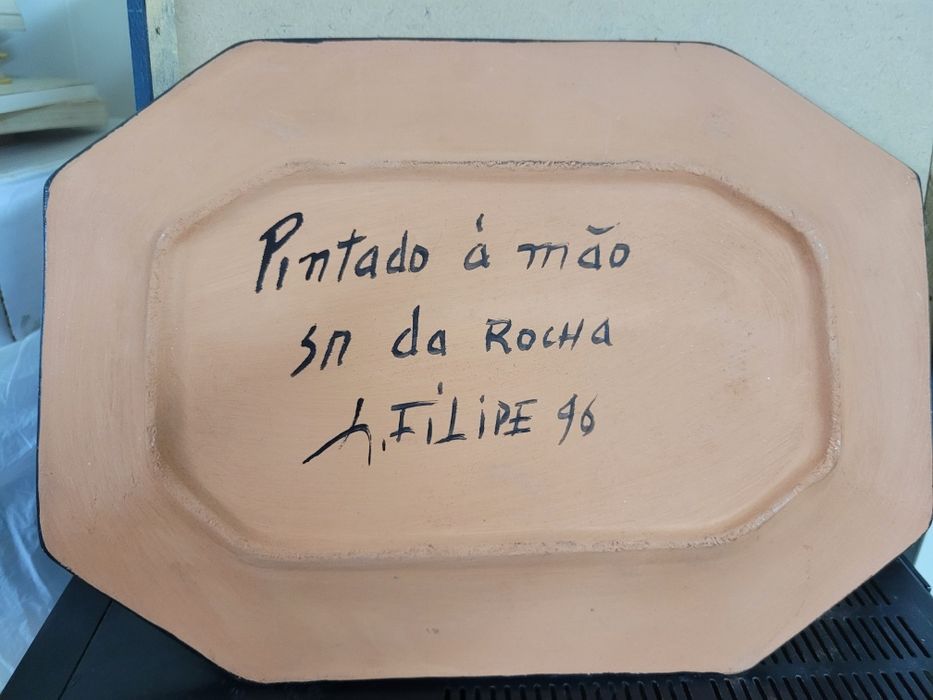 Pintado á mão
sn da ROCHA
A. FiLiPE 96